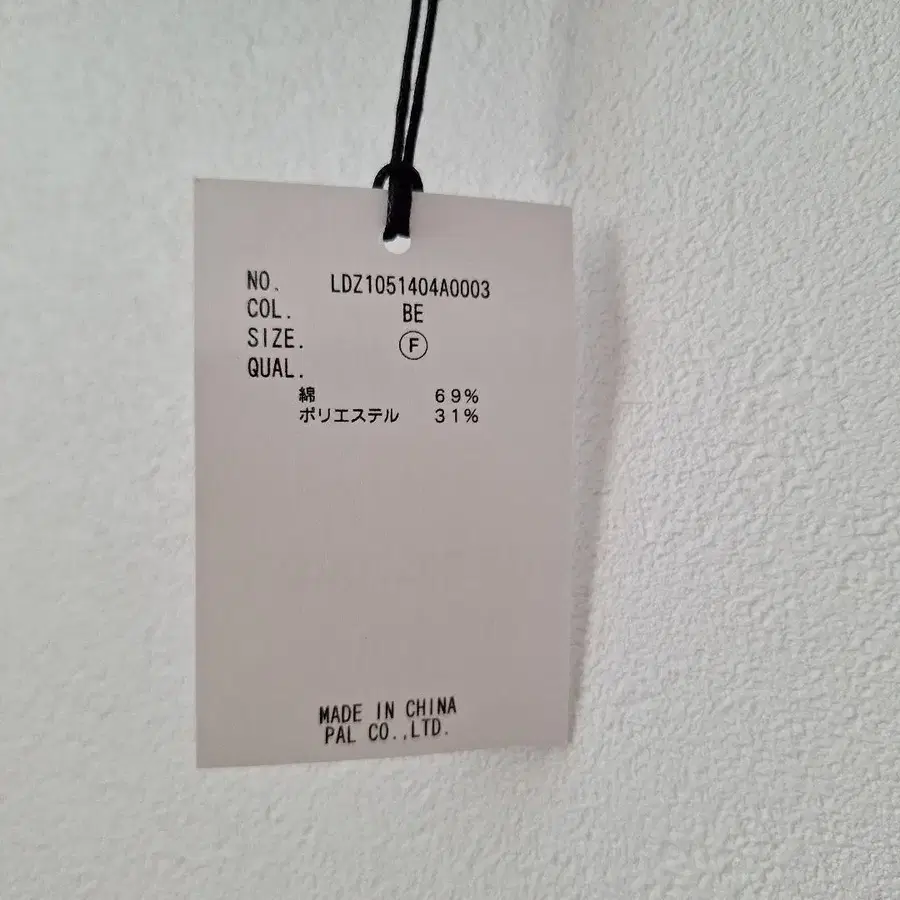 NO. LDZ1051404A0003
COL. BE
SIZE. Ⓕ
QUAL.
綿 69%
ポリエステル 31%
MADE IN CHINA
PAL CO.,LTD.